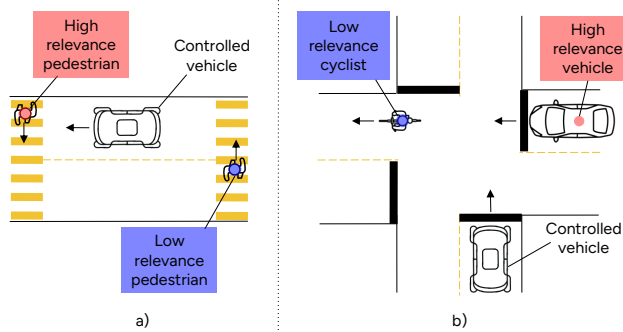 High
relevance
pedestrian
Controlled
vehicle
Low
relevance
pedestrian
a)
Low
relevance
cyclist
High
relevance
vehicle
Controlled
vehicle
b)